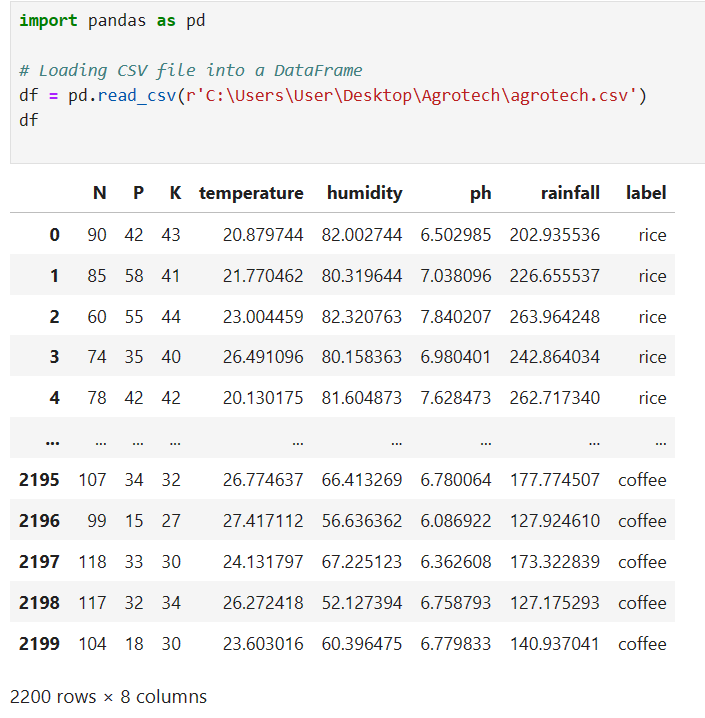 import pandas as pd
# Loading CSV file into a DataFrame
df = pd.read_csv(r'C:\Users\User\Desktop\Agrotech\agrotech.csv')
df
N P K temperature humidity ph rainfall label
0 90 42 43 20.879744 82.002744 6.502985 202.935536 rice
1 85 58 41 21.770462 80.319644 7.038096 226.655537 rice
2 60 55 44 23.004459 82.320763 7.840207 263.964248 rice
3 74 35 40 26.491096 80.158363 6.980401 242.864034 rice
4 78 42 42 20.130175 81.604873 7.628473 262.717340 rice
... ... ... ... ... ... ... ... ...
2195 107 34 32 26.774637 66.413269 6.780064 177.774507 coffee
2196 99 15 27 27.417112 56.636362 6.086922 127.924610 coffee
2197 118 33 30 24.131797 67.225123 6.362608 173.322839 coffee
2198 117 32 34 26.272418 52.127394 6.758793 127.175293 coffee
2199 104 18 30 23.603016 60.396475 6.779833 140.937041 coffee
2200 rows × 8 columns